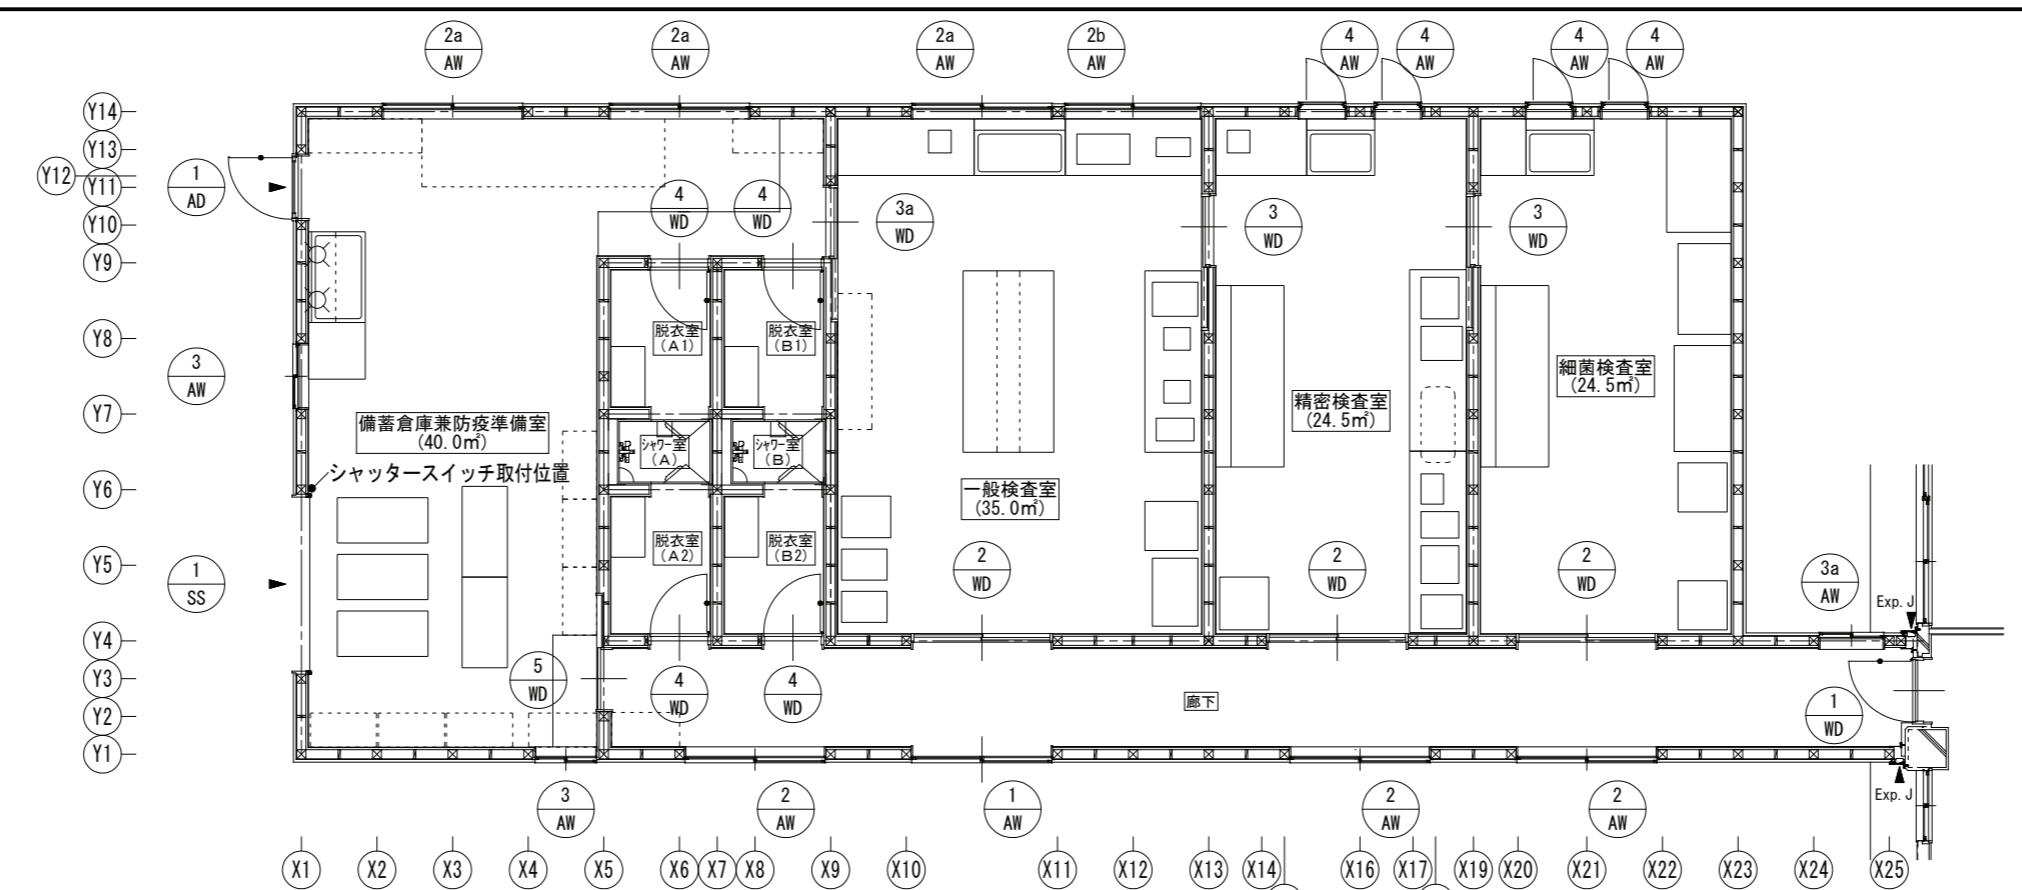 2a
AW
2a
AW
2a
AW
2b
AW
4
AW
4
AW
4
AW
4
AW
Y14
Y13
Y12
Y11
Y10
Y9
Y8
Y7
Y6
Y5
Y4
Y3
Y2
Y1
1
AD
3
AW
1
SS
4
WD
4
WD
3a
WD
3
WD
3
WD
脱衣室
(A1)
脱衣室
(B1)
備蓄倉庫兼防疫準備室
(40.0㎡)
シャッタースイッチ取付位置
シャワー室
(A)
シャワー室
(B)
脱衣室
(A2)
脱衣室
(B2)
一般検査室
(35.0㎡)
精密検査室
(24.5㎡)
細菌検査室
(24.5㎡)
2
WD
2
WD
2
WD
3a
AW
Exp. J
5
WD
4
WD
4
WD
廊下
1
WD
Exp. J
3
AW
2
AW
1
AW
2
AW
2
AW
X1
X2
X3
X4
X5
X6
X7
X8
X9
X10
X11
X12
X13
X14
X16
X17
X19
X20
X21
X22
X23
X24
X25